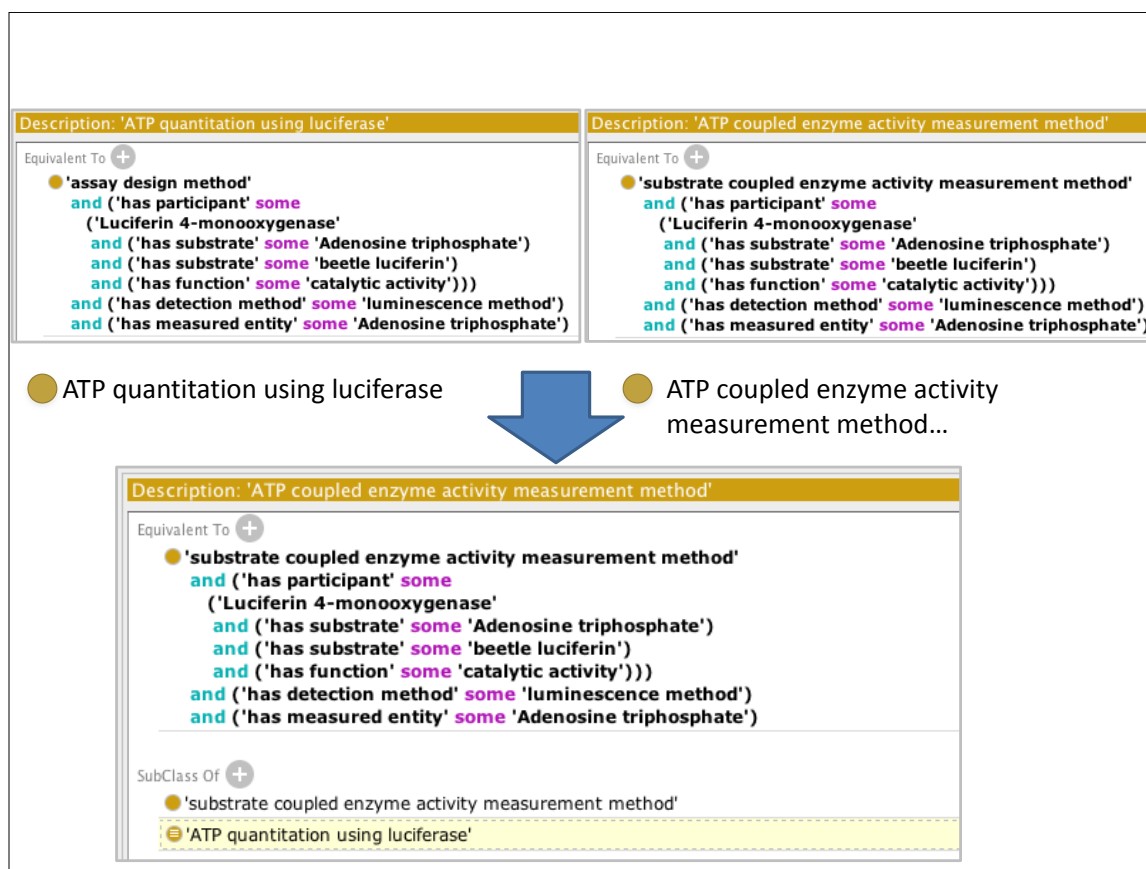 Description: 'ATP quantitation using luciferase'
Equivalent To
'assay design method'
and ('has participant' some
('Luciferin 4-monooxygenase'
and ('has substrate' some 'Adenosine triphosphate')
and ('has substrate' some 'beetle luciferin')
and ('has function' some 'catalytic activity')))
and ('has detection method' some 'luminescence method')
and ('has measured entity' some 'Adenosine triphosphate')
Description: 'ATP coupled enzyme activity measurement method'
Equivalent To
'substrate coupled enzyme activity measurement method'
and ('has participant' some
('Luciferin 4-monooxygenase'
and ('has substrate' some 'Adenosine triphosphate')
and ('has substrate' some 'beetle luciferin')
and ('has function' some 'catalytic activity')))
and ('has detection method' some 'luminescence method')
and ('has measured entity' some 'Adenosine triphosphate')
ATP quantitation using luciferase
ATP coupled enzyme activity
measurement method…
Description: 'ATP coupled enzyme activity measurement method'
Equivalent To
'substrate coupled enzyme activity measurement method'
and ('has participant' some
('Luciferin 4-monooxygenase'
and ('has substrate' some 'Adenosine triphosphate')
and ('has substrate' some 'beetle luciferin')
and ('has function' some 'catalytic activity')))
and ('has detection method' some 'luminescence method')
and ('has measured entity' some 'Adenosine triphosphate')
SubClass Of
'substrate coupled enzyme activity measurement method'
'ATP quantitation using luciferase'